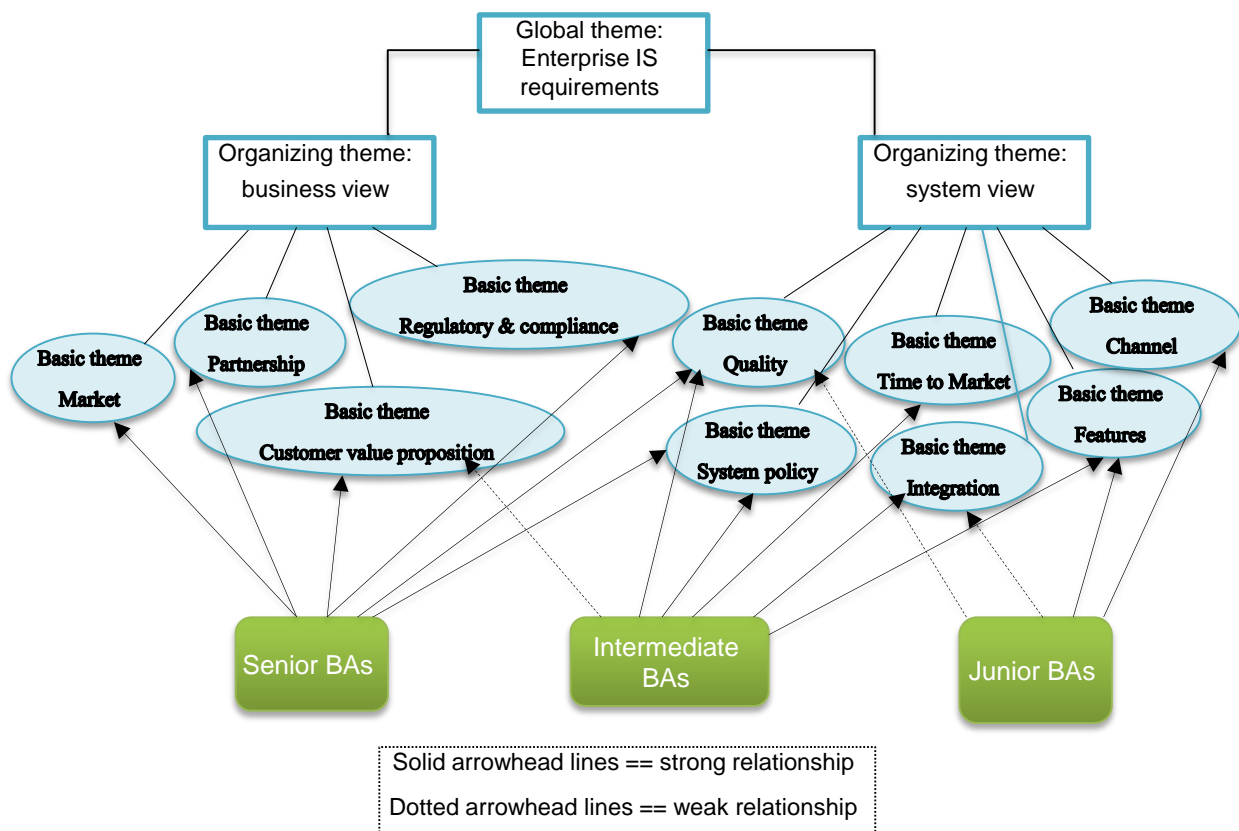 Global theme:
Enterprise IS
requirements
Organizing theme:
business view
Organizing theme:
system view
Basic theme
Market
Basic theme
Partnership
Basic theme
Customer value proposition
Basic theme
Regulatory & compliance
Basic theme
Quality
Basic theme
System policy
Basic theme
Time to Market
Basic theme
Integration
Basic theme
Features
Basic theme
Channel
Senior BAs
Intermediate
BAs
Junior BAs
Solid arrowhead lines == strong relationship
Dotted arrowhead lines == weak relationship